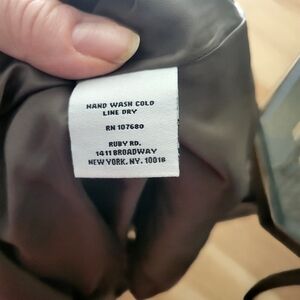 HAND WASH COLD
LINE DRY
RN 107680
RUBY RD.
1411 BROADWAY
NEW YORK, NY. 10018